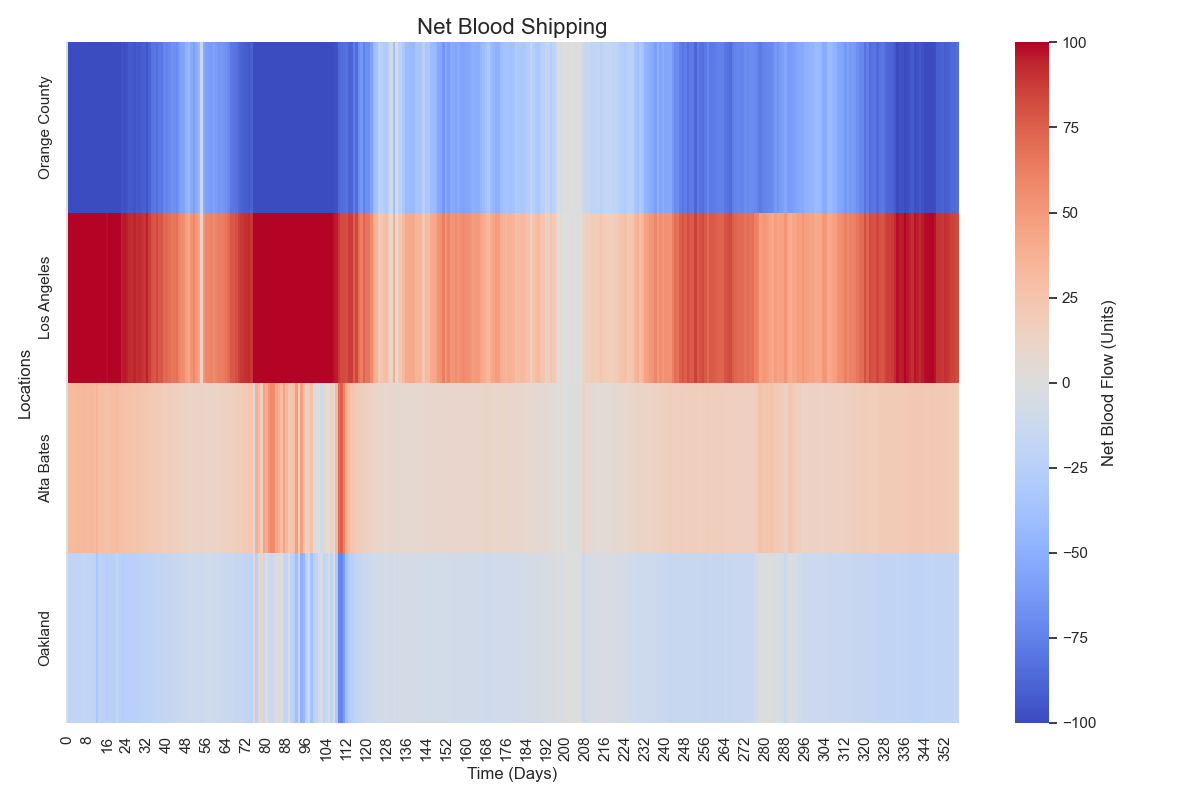 Net Blood Shipping
Orange County
Los Angeles
Alta Bates
Oakland
Locations
0 8 16 24 32 40 48 56 64 72 80 88 96 104 112 120 128 136 144 152 160 168 176 184 192 200 208 216 224 232 240 248 256 264 272 280 288 296 304 312 320 328 336 344 352
Time (Days)
100
75
50
25
0
−25
−50
−75
−100
Net Blood Flow (Units)